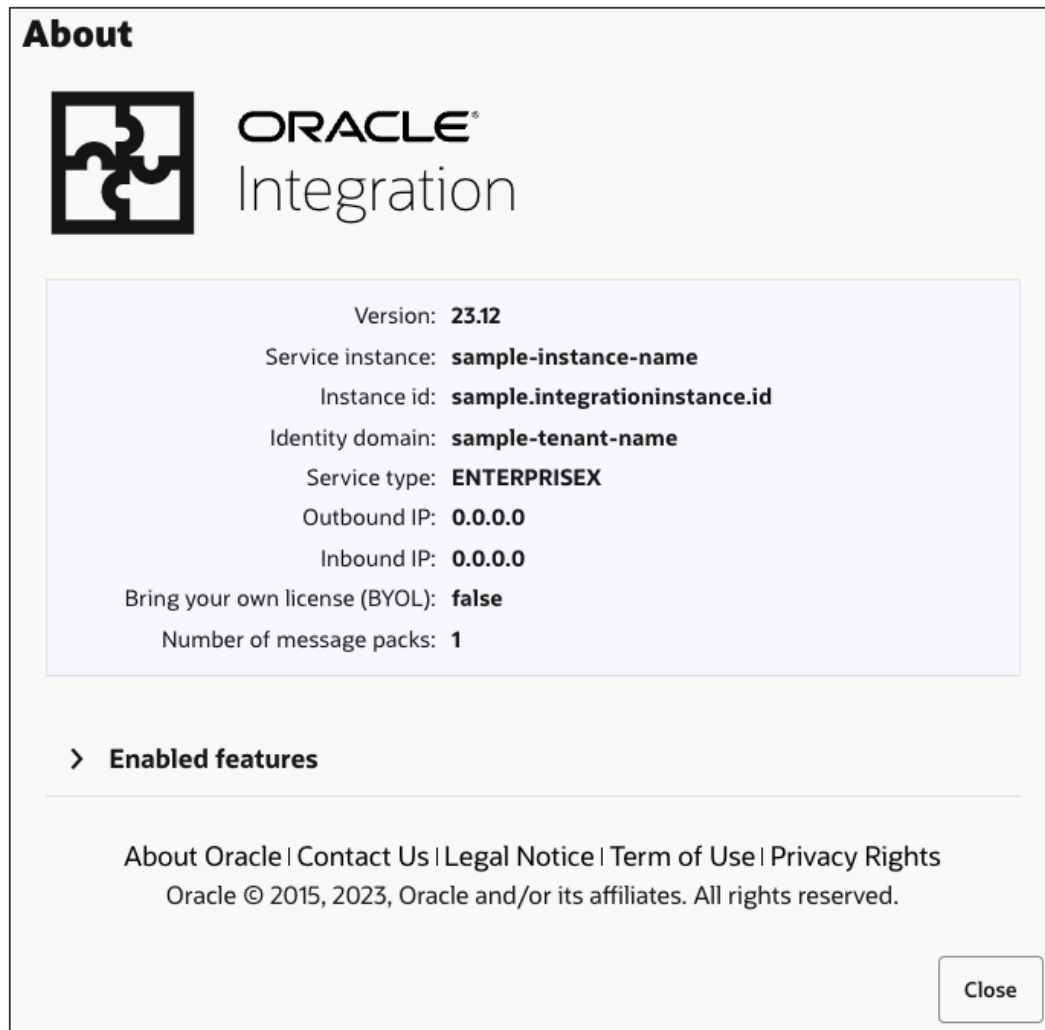 About
ORACLE®
Integration
Version: 23.12
Service instance: sample-instance-name
Instance id: sample.integrationinstance.id
Identity domain: sample-tenant-name
Service type: ENTERPRISEX
Outbound IP: 0.0.0.0
Inbound IP: 0.0.0.0
Bring your own license (BYOL): false
Number of message packs: 1
Enabled features
About Oracle | Contact Us | Legal Notice | Term of Use | Privacy Rights
Oracle © 2015, 2023, Oracle and/or its affiliates. All rights reserved.
Close